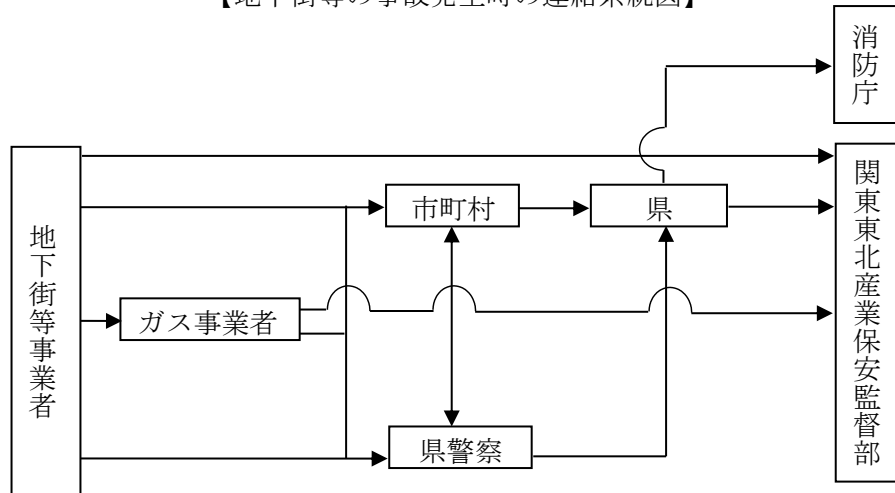 【地下街等の事故発生時の連絡系統図】
消防庁
関東東北産業保安監督部
市町村
県
地下街等事業者
ガス事業者
県警察